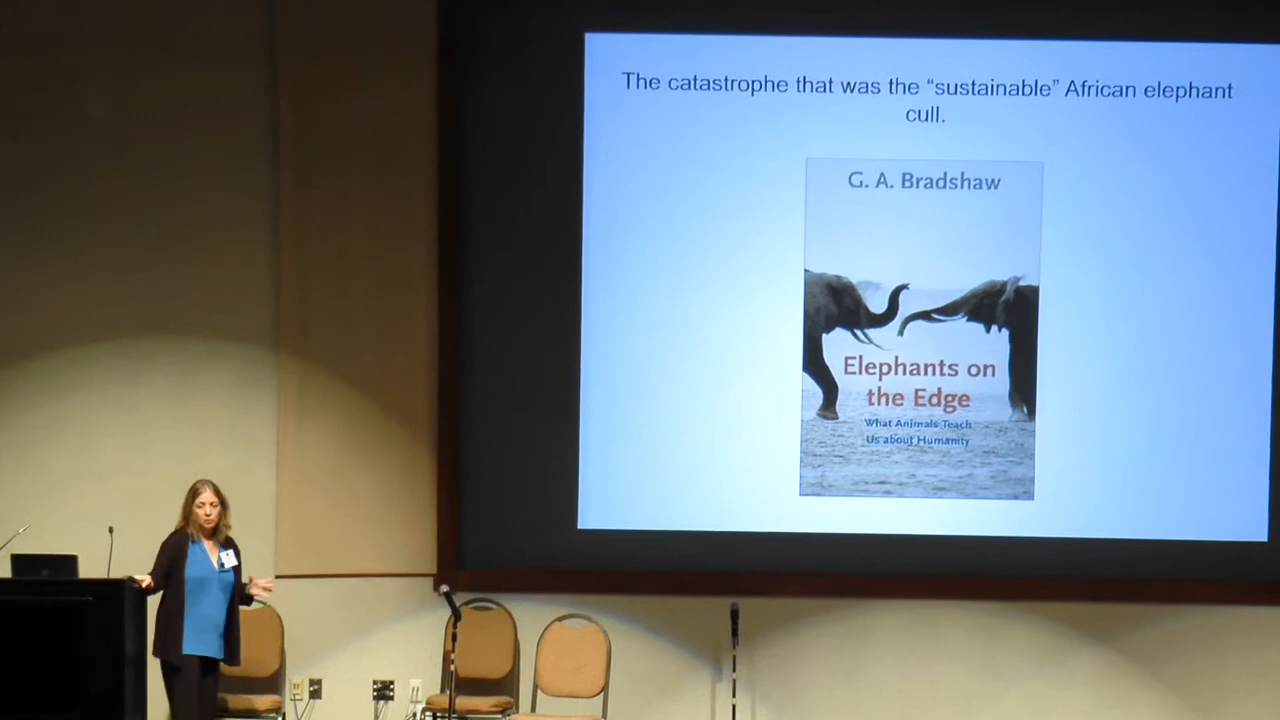 The catastrophe that was the “sustainable” African elephant
cull.
G. A. Bradshaw
Elephants on
the Edge
What Animals Teach
Us about Humanity